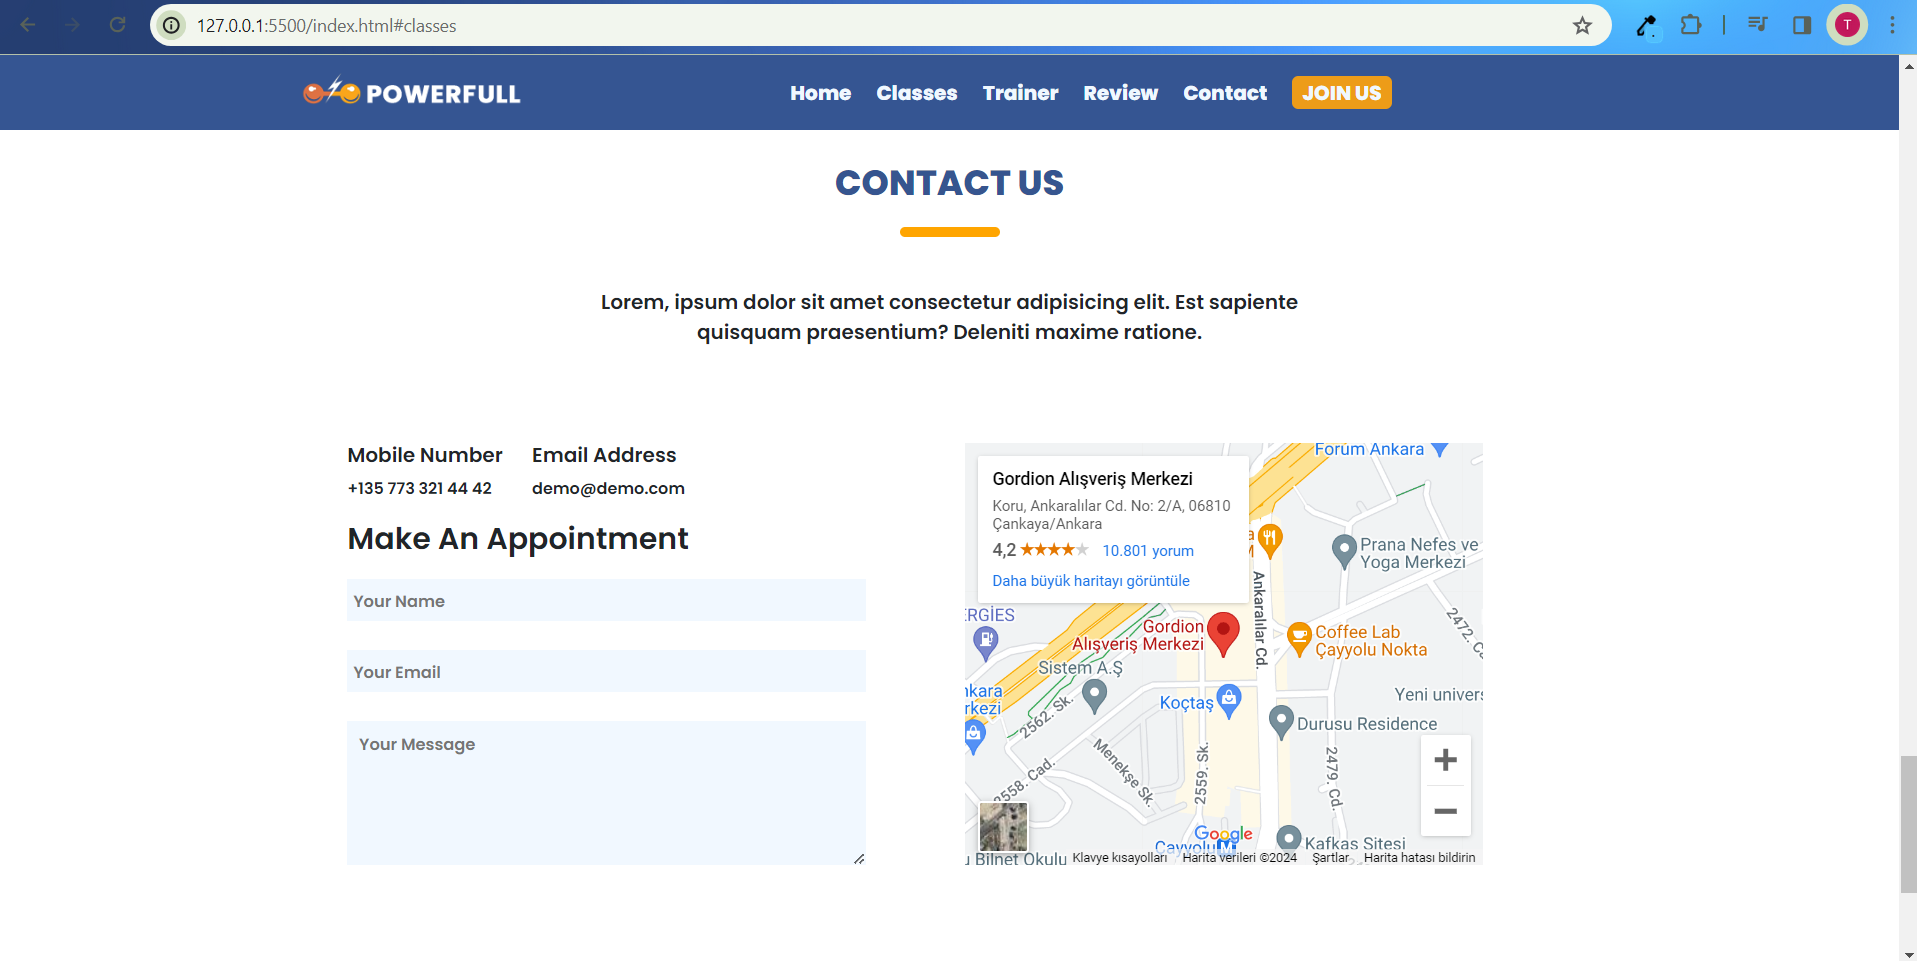 127.0.0.1:5500/index.html#classes
T
POWERFULL
Home Classes Trainer Review Contact JOIN US
CONTACT US
Lorem, ipsum dolor sit amet consectetur adipisicing elit. Est sapiente
quisquam praesentium? Deleniti maxime ratione.
Mobile Number Email Address
+135 773 321 44 42 demo@demo.com
Make An Appointment
Your Name
Your Email
Your Message
Gordion Alışveriş Merkezi
Koru, Ankaralılar Cd. No: 2/A, 06810
Çankaya/Ankara
4,2 10.801 yorum
Daha büyük haritayı görüntüle
Forum Ankara
Prana Nefes ve
Yoga Merkezi
Ankaralılar Cd.
2472. C
ERGİES
Gordion
Alışveriş Merkezi
Coffee Lab
Çayyolu Nokta
Sistem A.Ş
nkara
rkezi
Koçtaş
Yeni univers
2562. Sk.
Durusu Residence
Menekşe Sk.
2559. Sk.
2479. Cd.
2558. Cad.
Google
Çayyolu M
Kafkas Sitesi
u Bilnet Okulu
Klavye kısayolları Harita verileri ©2024 Şartlar Harita hatası bildirin